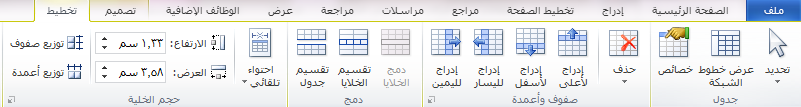 ملف الصفحة الرئيسية إدراج تخطيط الصفحة مراجع مراسلات مراجعة عرض الوظائف الإضافية تصميم تخطيط
تحديد
عرض خطوط الشبكة
خصائص
جدول
حذف
إدراج لأعلى
إدراج لأسفل
إدراج لليسار
إدراج لليمين
صفوف وأعمدة
دمج الخلايا
تقسيم الخلايا
تقسيم جدول
دمج
احتواء تلقائي
الارتفاع: ١,٣٣ سم
العرض: ٣,٥٨ سم
توزيع صفوف
توزيع أعمدة
حجم الخلية